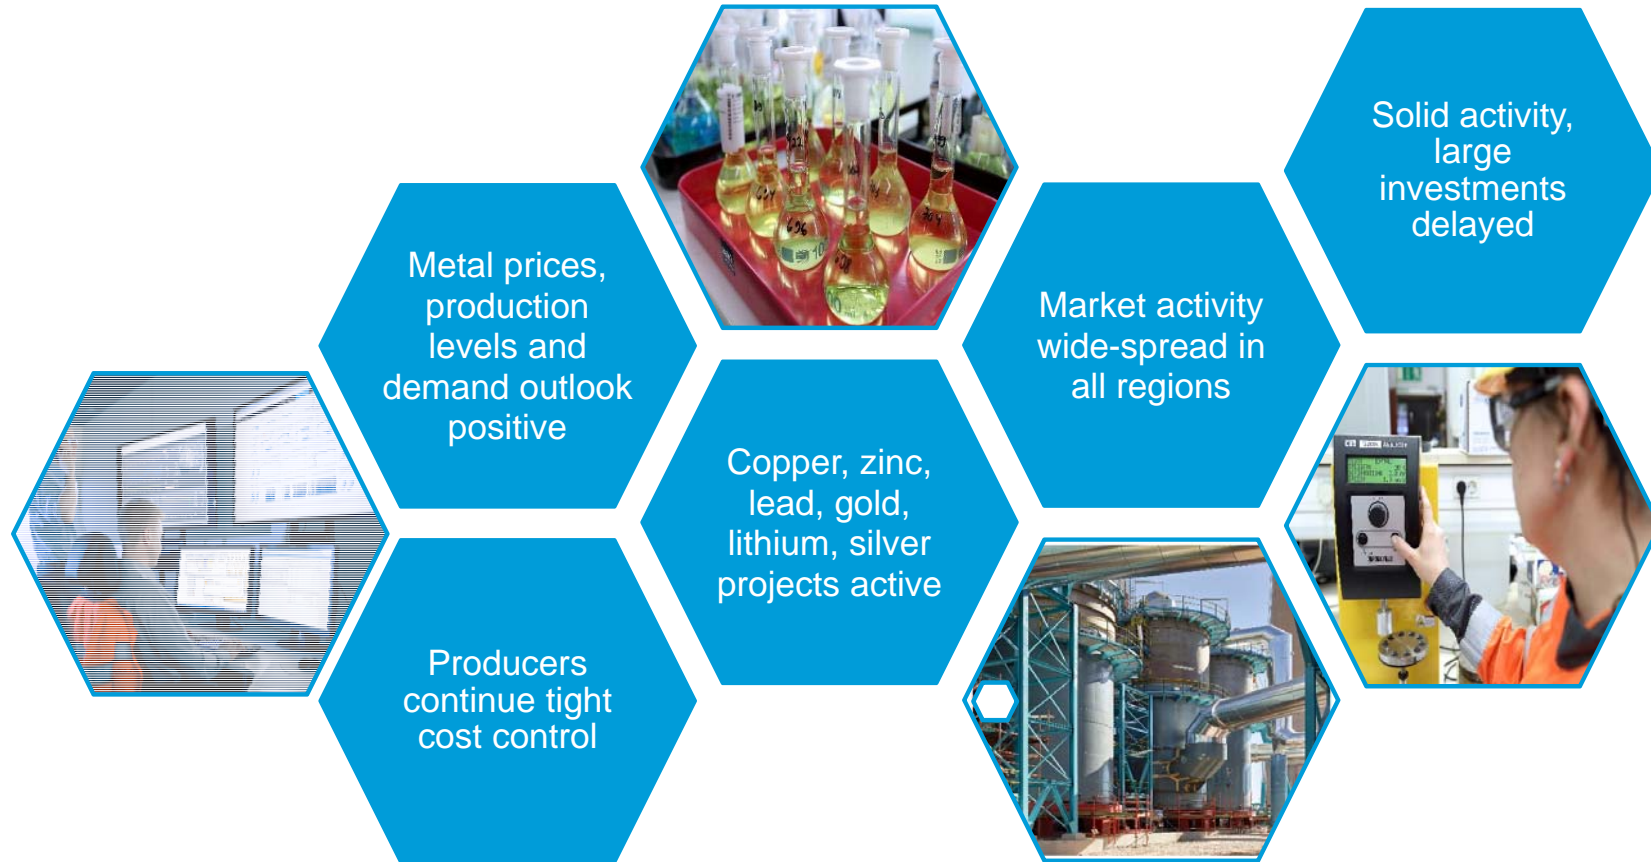 Metal prices,
production
levels and
demand outlook
positive
Producers
continue tight
cost control
Copper, zinc,
lead, gold,
lithium, silver
projects active
Market activity
wide-spread in
all regions
Solid activity,
large
investments
delayed